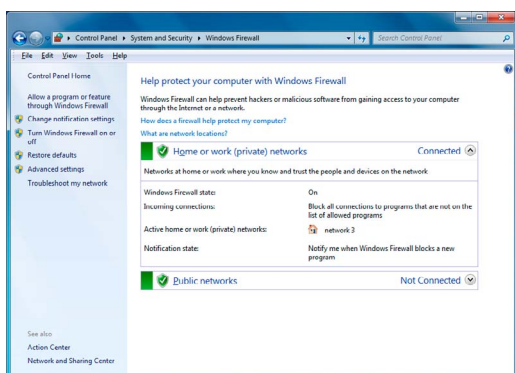 Control Panel ▸ System and Security ▸ Windows Firewall
Search Control Panel
File Edit View Tools Help
Control Panel Home
Allow a program or feature
through Windows Firewall
Change notification settings
Turn Windows Firewall on or
off
Restore defaults
Advanced settings
Troubleshoot my network
See also
Action Center
Network and Sharing Center
Help protect your computer with Windows Firewall
Windows Firewall can help prevent hackers or malicious software from gaining access to your computer
through the Internet or a network.
How does a firewall help protect my computer?
What are network locations?
Home or work (private) networks Connected
Networks at home or work where you know and trust the people and devices on the network
Windows Firewall state: On
Incoming connections: Block all connections to programs that are not on the
list of allowed programs
Active home or work (private) networks: network 3
Notification state: Notify me when Windows Firewall blocks a new
program
Public networks Not Connected